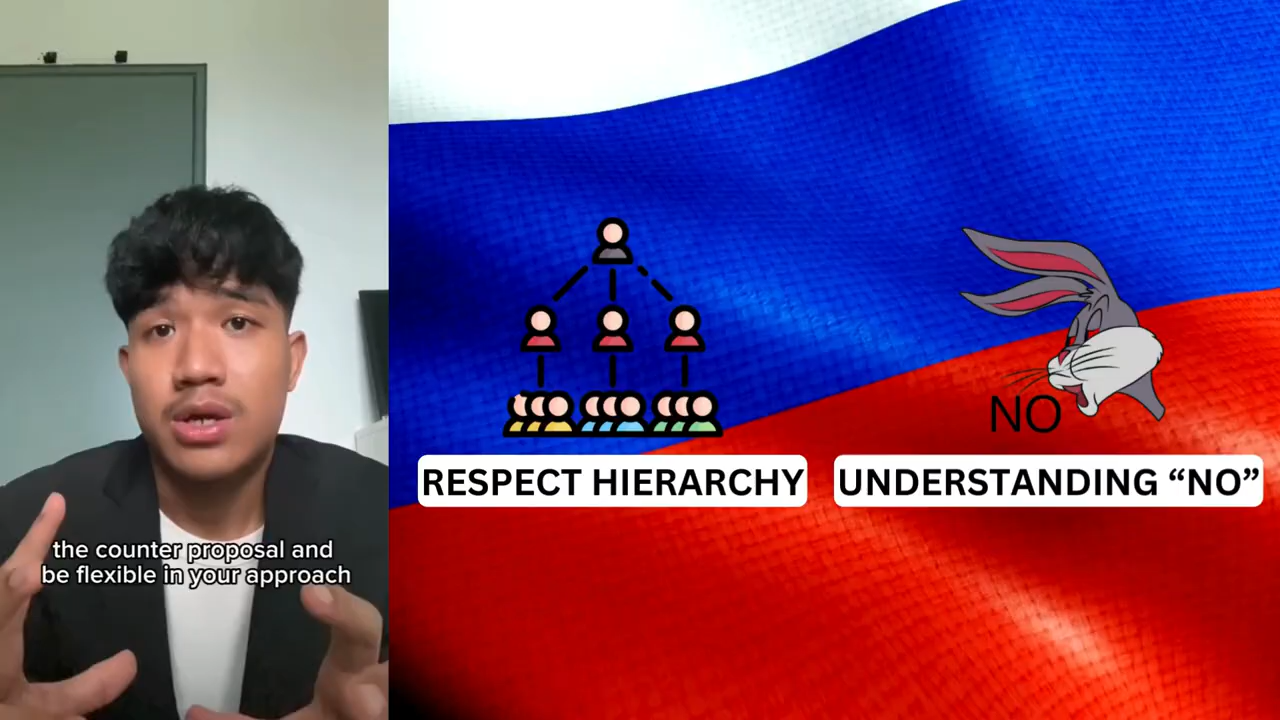 the counter proposal and
be flexible in your approach
NO
RESPECT HIERARCHY
UNDERSTANDING “NO”